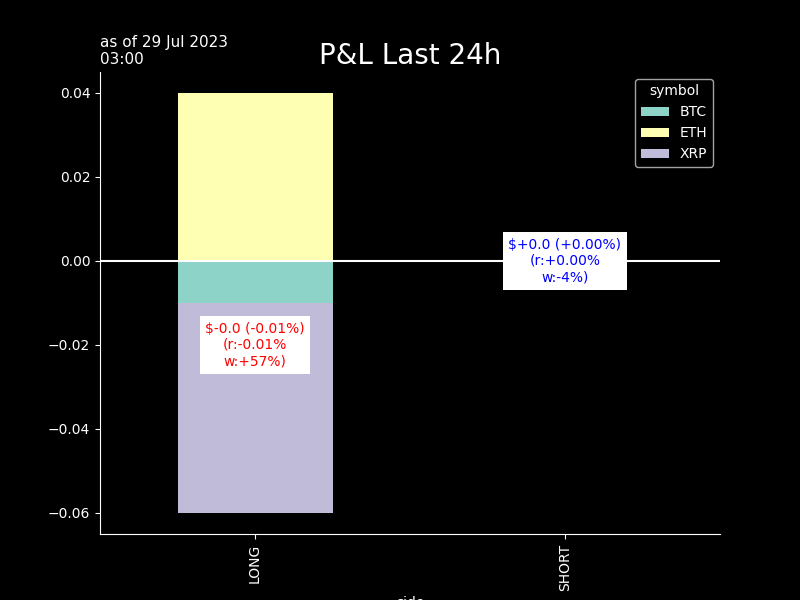 as of 29 Jul 2023
03:00
P&L Last 24h
symbol
BTC
ETH
XRP
0.04
0.02
0.00
−0.02
−0.04
−0.06
$+0.0 (+0.00%)
(r:+0.00%
w:-4%)
$-0.0 (-0.01%)
(r:-0.01%
w:+57%)
LONG
SHORT